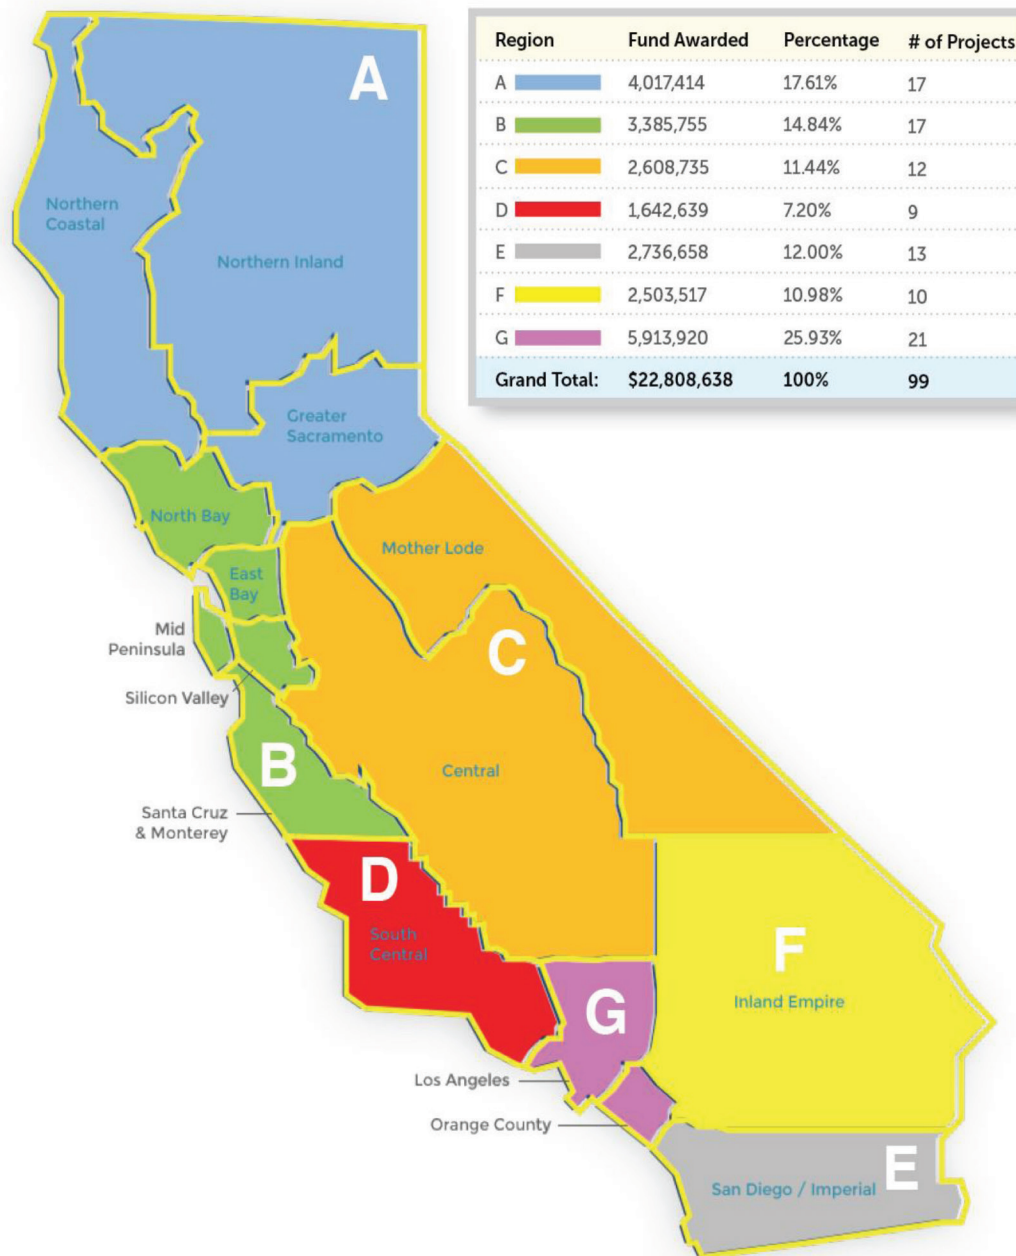 Region Fund Awarded Percentage # of Projects
A 4,017,414 17.61% 17
B 3,385,755 14.84% 17
C 2,608,735 11.44% 12
D 1,642,639 7.20% 9
E 2,736,658 12.00% 13
F 2,503,517 10.98% 10
G 5,913,920 25.93% 21
Grand Total: $22,808,638 100% 99
A
Northern
Coastal
Northern Inland
Greater
Sacramento
North Bay
Mother Lode
East
Bay
Mid
Peninsula
C
Silicon Valley
B
Central
Santa Cruz
& Monterey
D
South
Central
F
Inland Empire
G
Los Angeles
Orange County
E
San Diego / Imperial